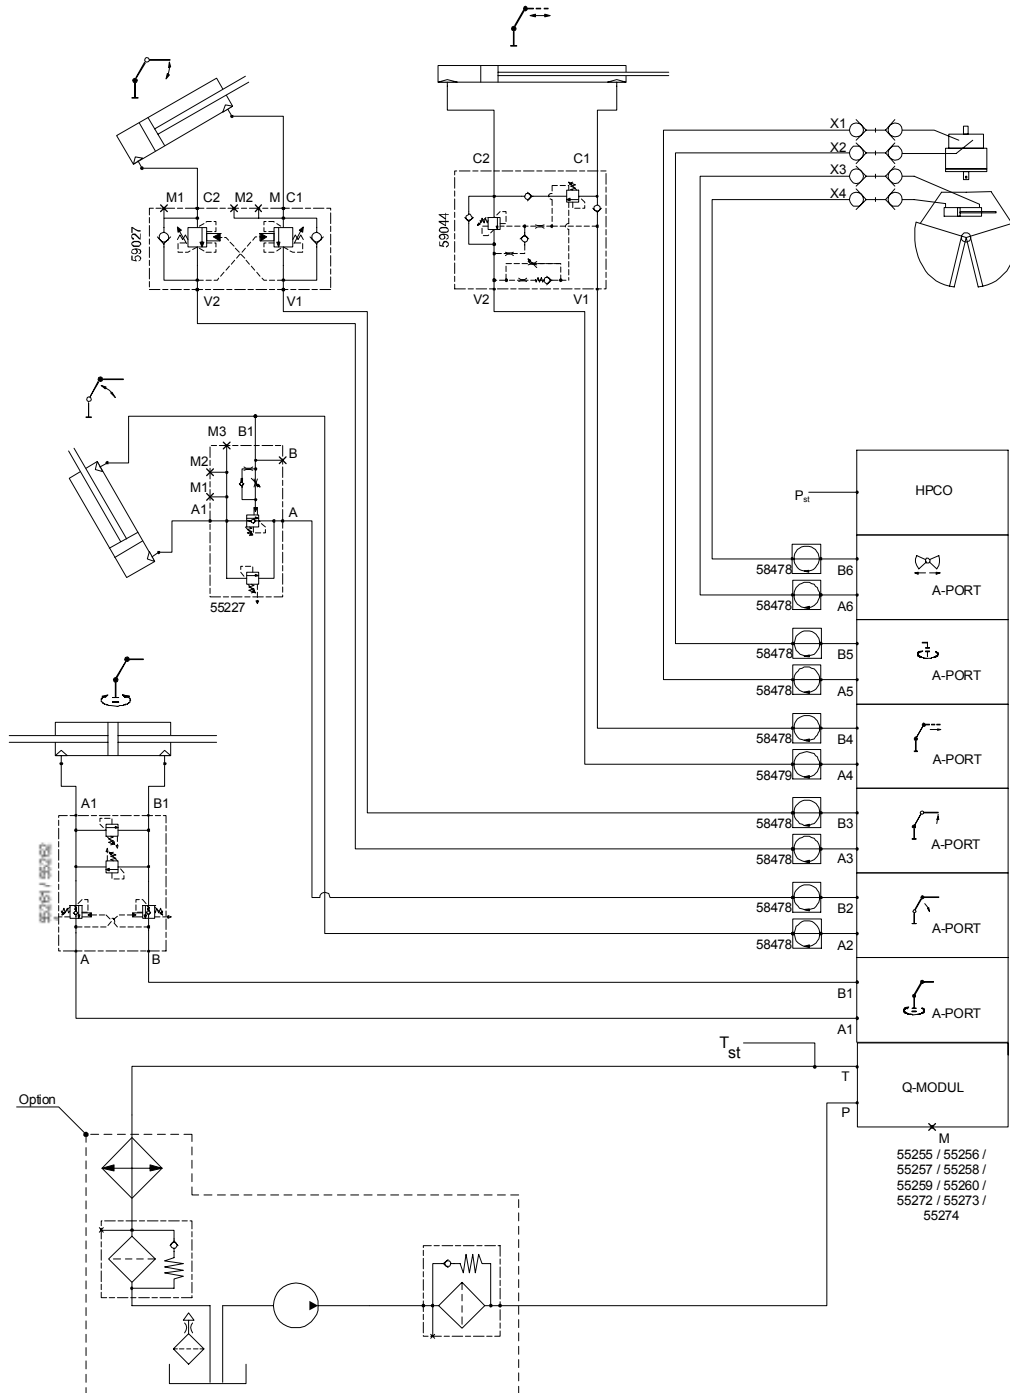 X1
X2
X3
X4
C2
C1
M1
C2
M2
M
C1
59027
59044
V2
V1
V2
V1
M3
B1
B
M2
M1
A1
A
55227
Pst
HPCO
58478
B6
A-PORT
58478
A6
58478
B5
A-PORT
58478
A5
58478
B4
A-PORT
58479
A4
58478
B3
A-PORT
58478
A3
58478
B2
A-PORT
58478
A2
A1
B1
55261 / 55262
A
B
B1
A-PORT
A1
Tst
T
Q-MODUL
P
Option
M
55255 / 55256 /
55257 / 55258 /
55259 / 55260 /
55272 / 55273 /
55274